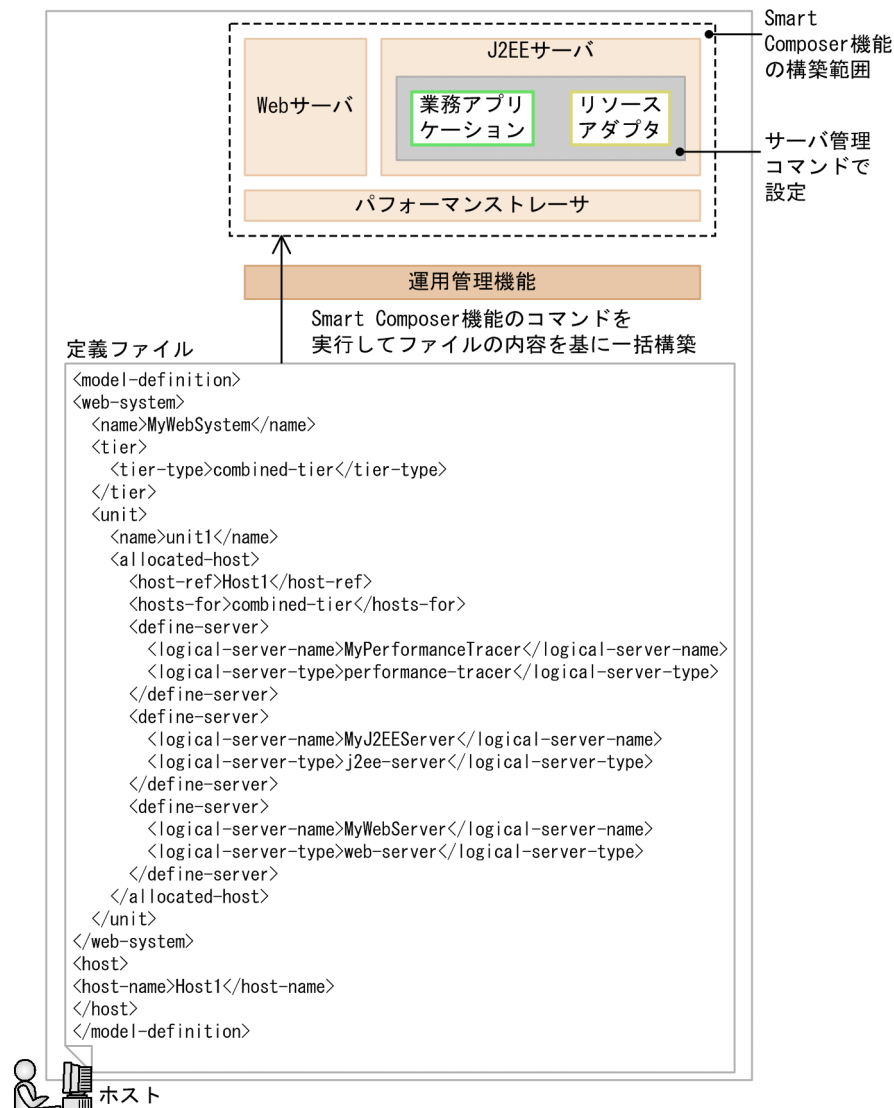 Smart
Composer機能
の構築範囲
J2EEサーバ
Webサーバ
業務アプリ
ケーション
リソース
アダプタ
サーバ管理
コマンドで
設定
パフォーマンストレーサ
運用管理機能
Smart Composer機能のコマンドを
実行してファイルの内容を基に一括構築
定義ファイル
<model-definition>
<web-system>
  <name>MyWebSystem</name>
  <tier>
    <tier-type>combined-tier</tier-type>
  </tier>
  <unit>
    <name>unit1</name>
    <allocated-host>
      <host-ref>Host1</host-ref>
      <hosts-for>combined-tier</hosts-for>
      <define-server>
        <logical-server-name>MyPerformanceTracer</logical-server-name>
        <logical-server-type>performance-tracer</logical-server-type>
      </define-server>
      <define-server>
        <logical-server-name>MyJ2EEServer</logical-server-name>
        <logical-server-type>j2ee-server</logical-server-type>
      </define-server>
      <define-server>
        <logical-server-name>MyWebServer</logical-server-name>
        <logical-server-type>web-server</logical-server-type>
      </define-server>
    </allocated-host>
  </unit>
</web-system>
<host>
<host-name>Host1</host-name>
</host>
</model-definition>
ホスト